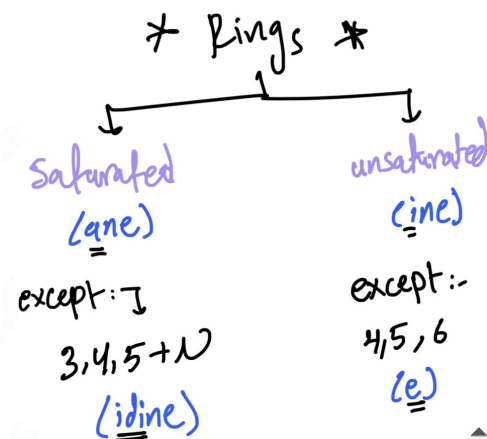 * Rings *
Saturated
(ane)
except:
3,4,5+N
(idine)
unsaturated
(ine)
except:-
4,5,6
(e)